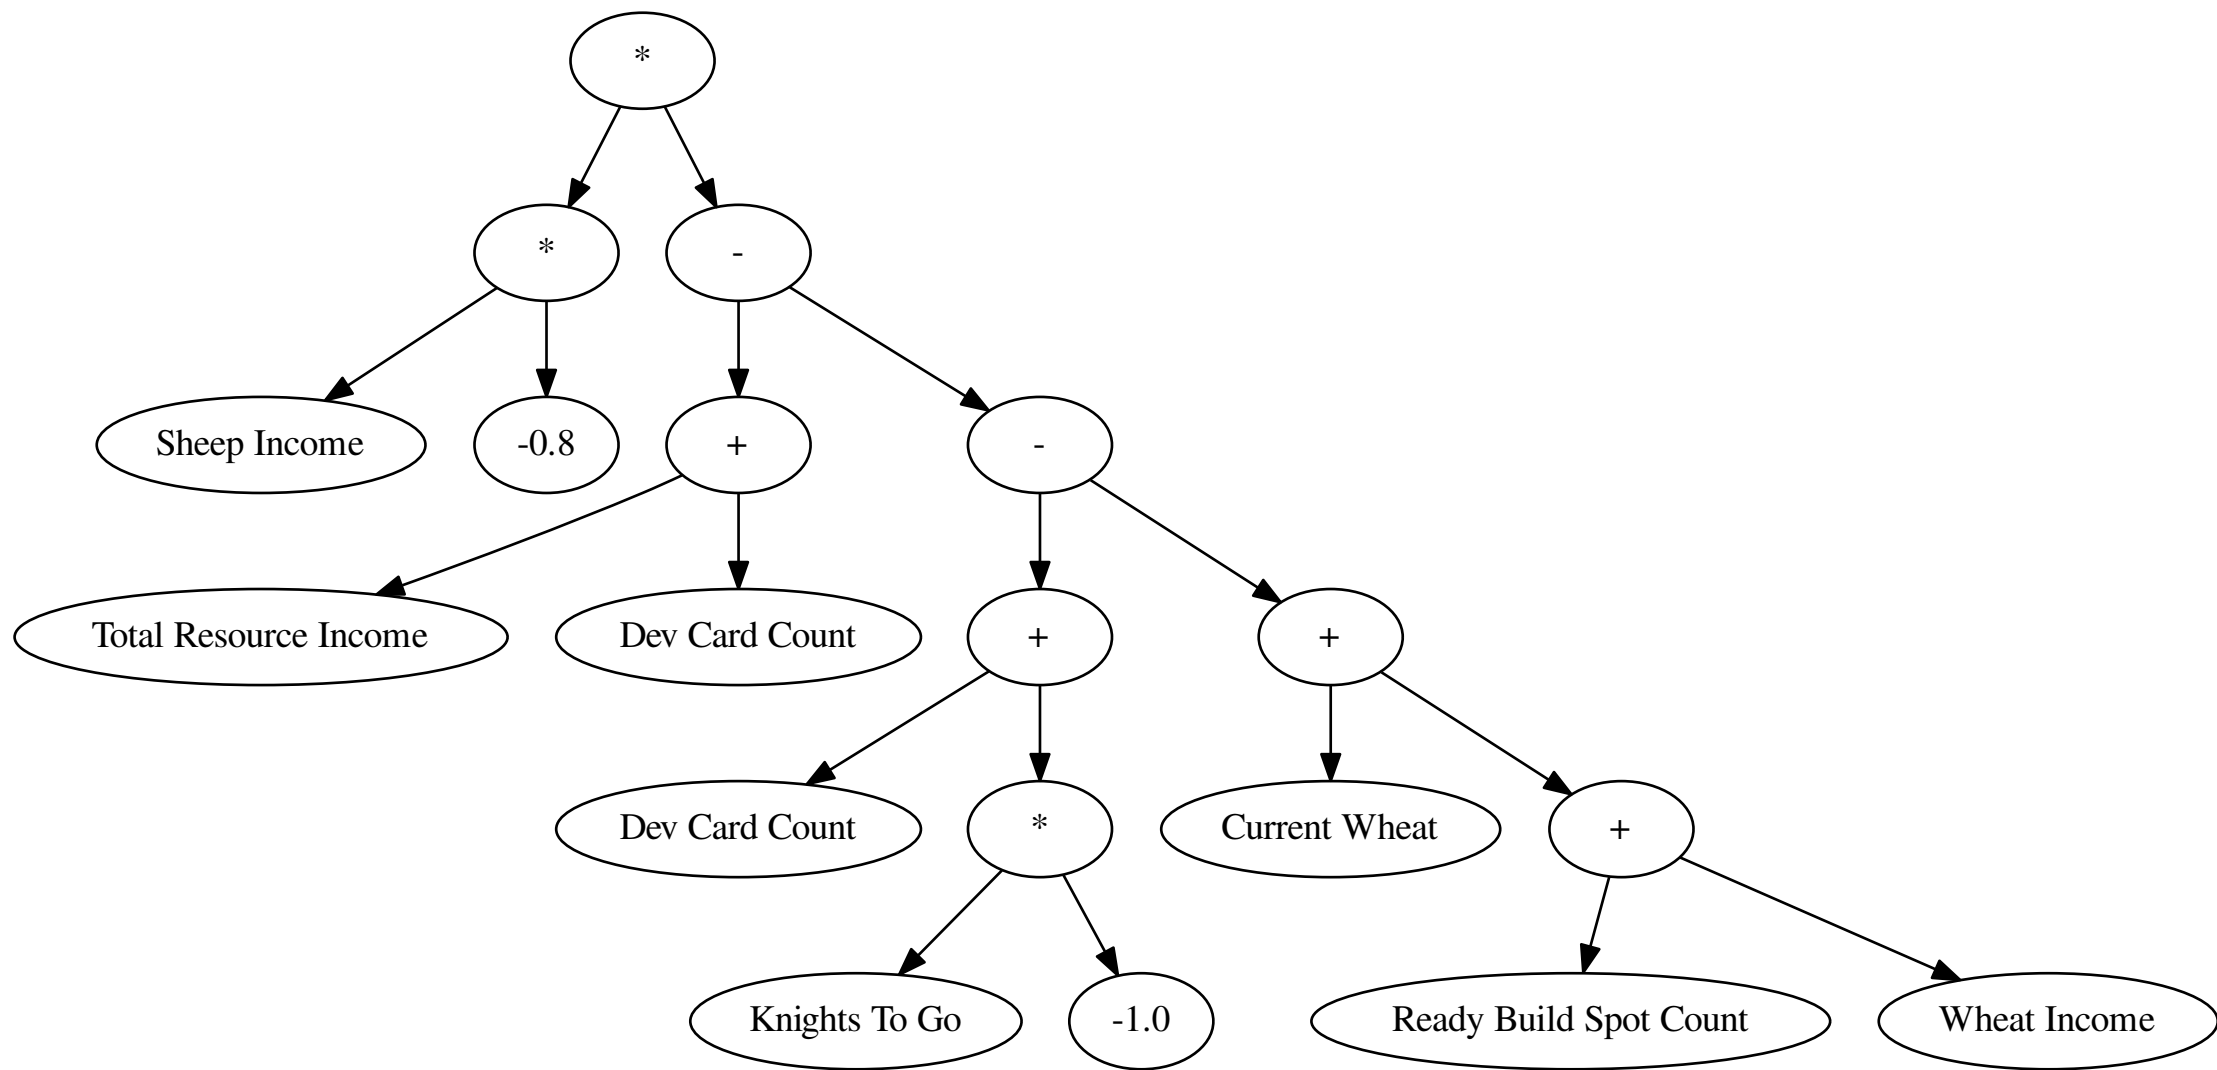 *
*
-
Sheep Income
-0.8
+
-
Total Resource Income
Dev Card Count
+
+
Dev Card Count
*
Current Wheat
+
Knights To Go
-1.0
Ready Build Spot Count
Wheat Income